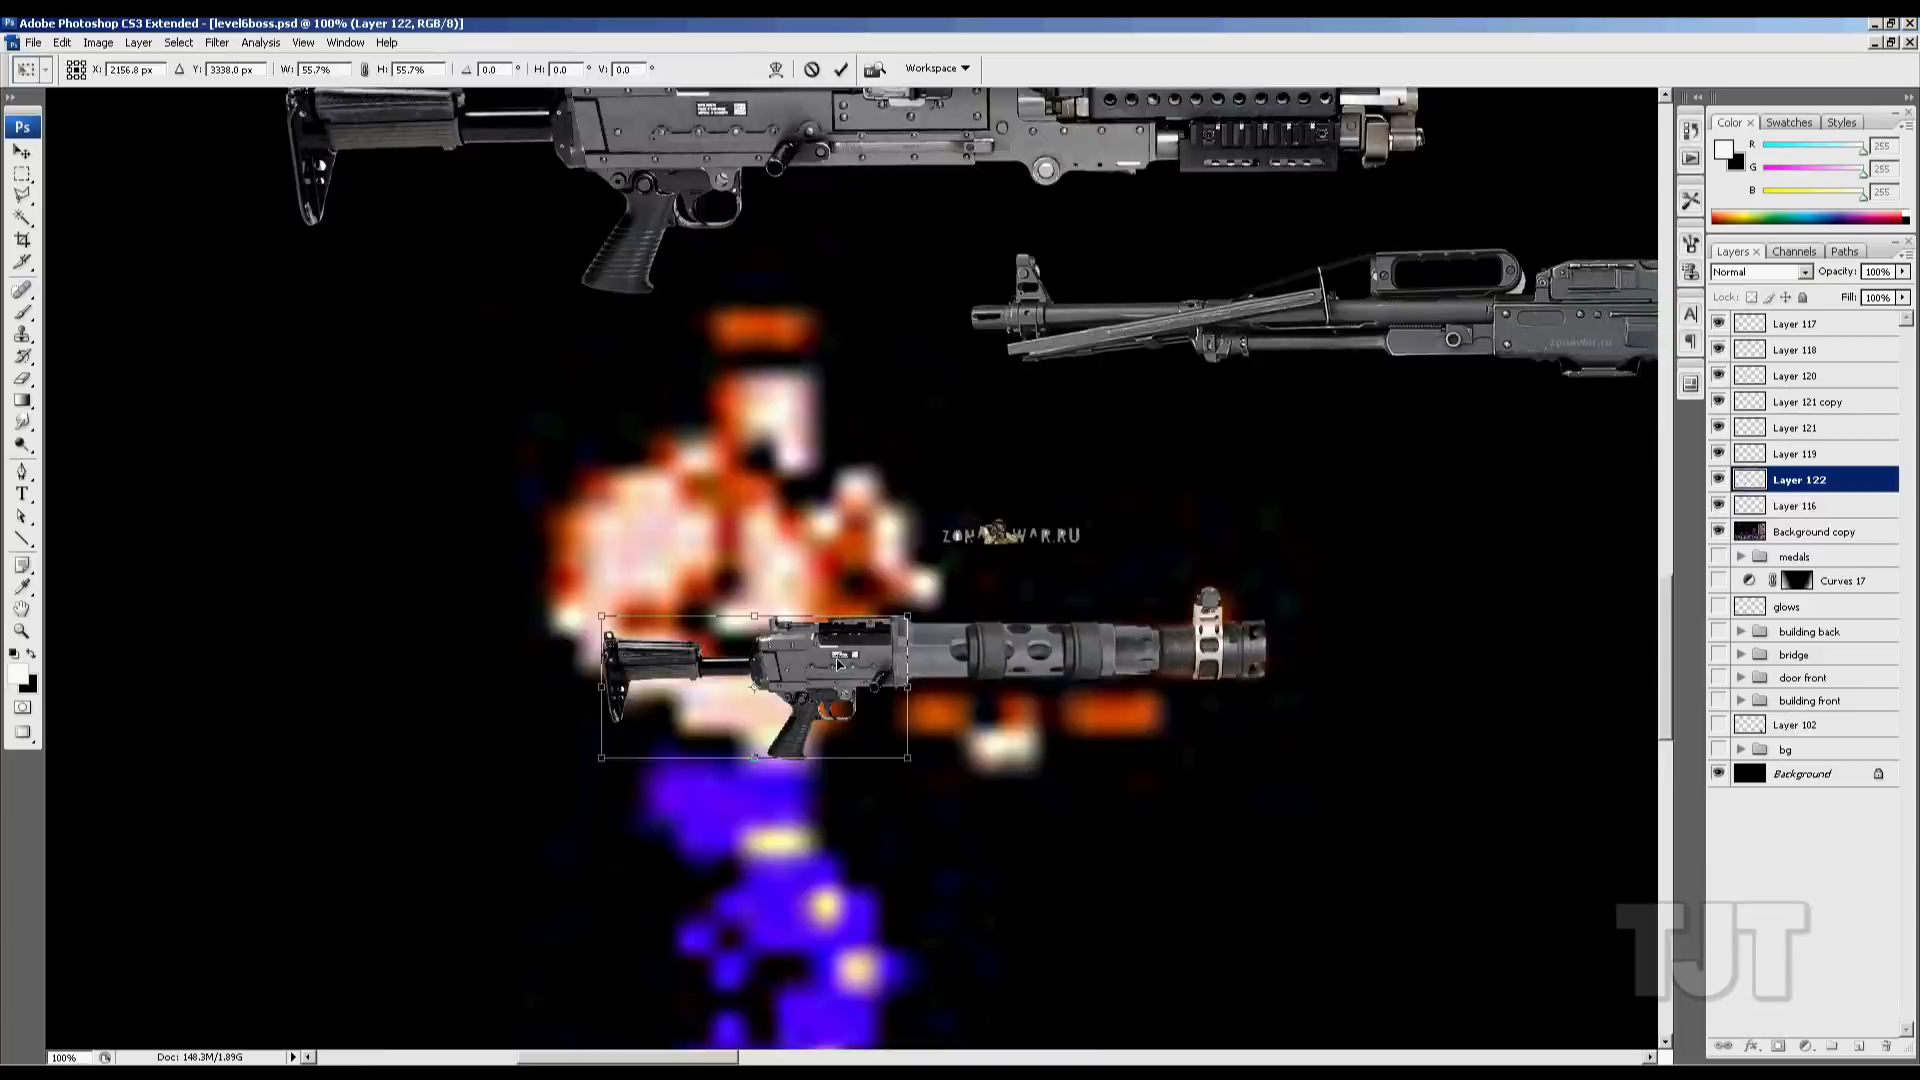 Adobe Photoshop CS3 Extended - [level6boss.psd @ 100% (Layer 122, RGB/8)]
File Edit Image Layer Select Filter Analysis View Window Help
X: 2156.8 px Y: 3338.0 px W: 55.7% H: 55.7% 0.0 ° H: 0.0 ° V: 0.0 ° Workspace
Ps
Color Swatches Styles
R 255
G 255
B 255
Layers Channels Paths
Normal Opacity: 100%
Lock: Fill: 100%
Layer 117
Layer 118
Layer 120
Layer 121 copy
Layer 121
Layer 119
Layer 122
Layer 116
Background copy
medals
Curves 17
glows
building back
bridge
door front
building front
Layer 102
bg
Background
zonawar.ru
WAR.RU
TJT
100% Doc: 148.3M/1.89G